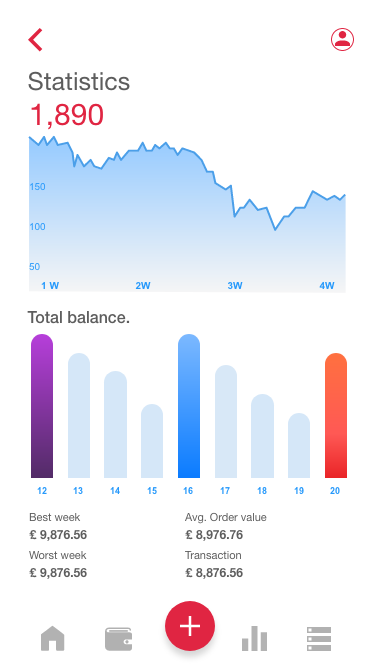 Statistics
1,890
150
100
50
1 W 2W 3W 4W
Total balance.
12 13 14 15 16 17 18 19 20
Best week Avg. Order value
£ 9,876.56 £ 8,976.76
Worst week Transaction
£ 9,876.56 £ 8,876.56